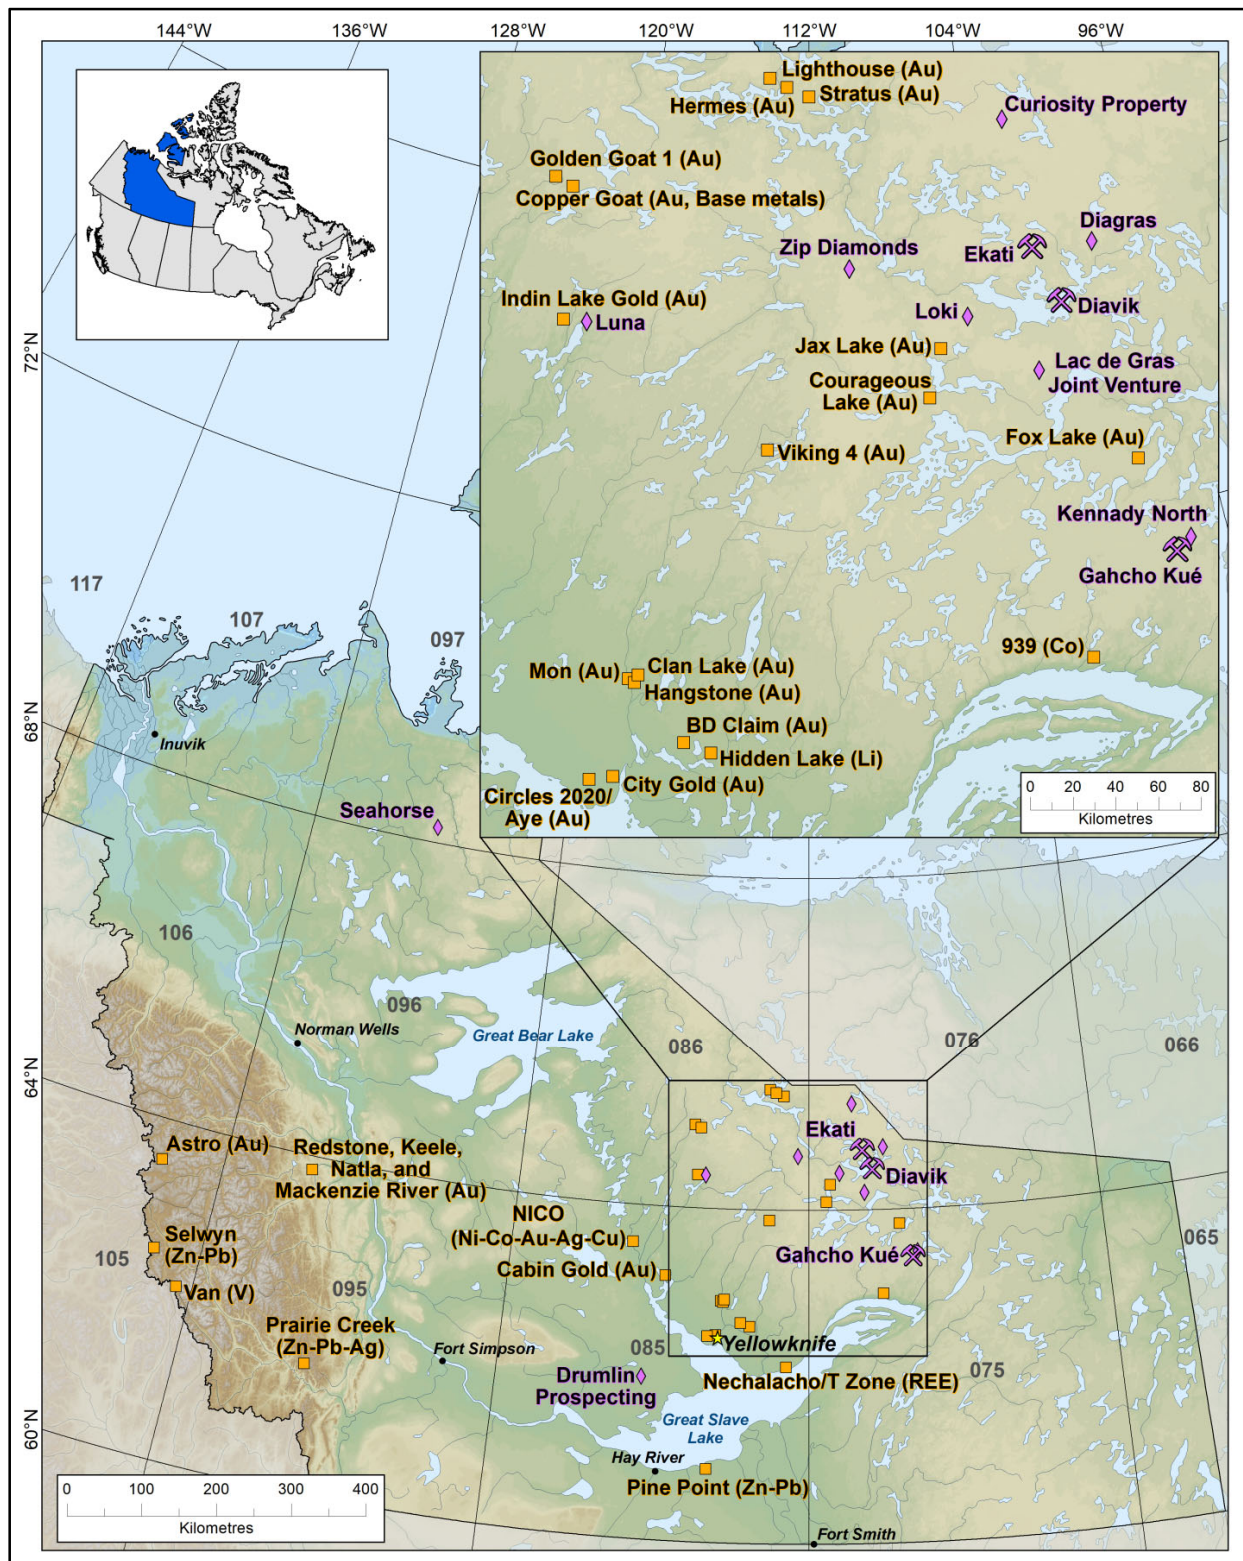 144°W
136°W
128°W
120°W
112°W
104°W
96°W
72°N
68°N
64°N
60°N
Lighthouse (Au)
Hermes (Au)
Stratus (Au)
Curiosity Property
Golden Goat 1 (Au)
Copper Goat (Au, Base metals)
Diagras
Zip Diamonds
Ekati
Indin Lake Gold (Au)
Luna
Loki
Diavik
Jax Lake (Au)
Lac de Gras
Joint Venture
Courageous
Lake (Au)
Fox Lake (Au)
Viking 4 (Au)
Kennady North
Gahcho Kué
939 (Co)
Mon (Au)
Clan Lake (Au)
Hangstone (Au)
BD Claim (Au)
Hidden Lake (Li)
City Gold (Au)
Circles 2020/
Aye (Au)
0 20 40 60 80
Kilometres
117
107
097
Inuvik
Seahorse
106
096
Norman Wells
Great Bear Lake
086
076
066
Astro (Au)
Redstone, Keele,
Natla, and
Mackenzie River (Au)
Ekati
Diavik
Selwyn
(Zn-Pb)
NICO
(Ni-Co-Au-Ag-Cu)
Gahcho Kué
065
105
Van (V)
095
Cabin Gold (Au)
Prairie Creek
(Zn-Pb-Ag)
Fort Simpson
085
Yellowknife
Drumlin
Prospecting
Nechalacho/T Zone (REE)
075
Great Slave
Lake
Hay River
Pine Point (Zn-Pb)
Fort Smith
0 100 200 300 400
Kilometres